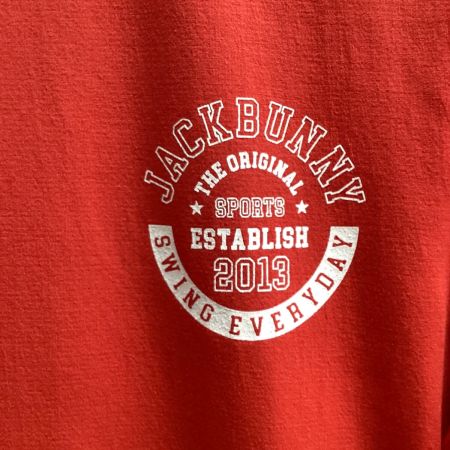 JACKBUNNY
THE ORIGINAL
SPORTS
ESTABLISH
2013
SWING EVERYDAY